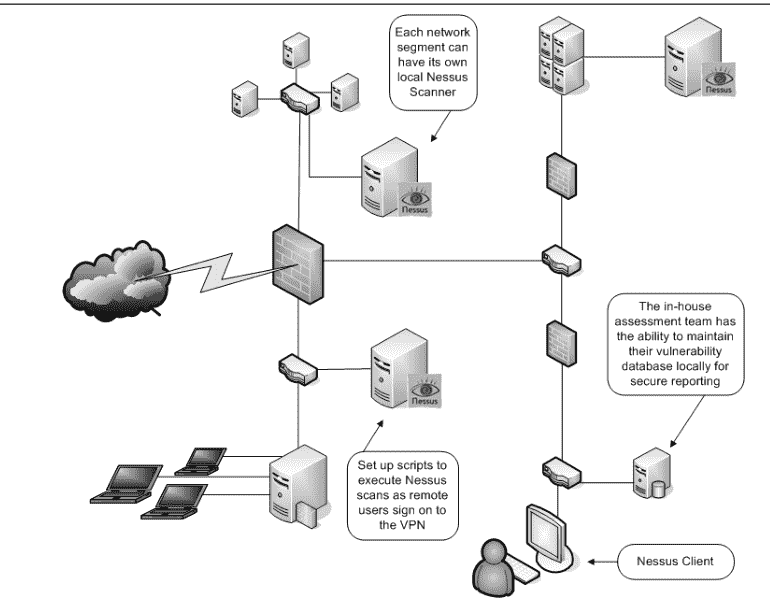 Each network
segment can
have its own
local Nessus
Scanner
Nessus
Nessus
The in-house
assessment team has
the ability to maintain
their vulnerability
database locally for
secure reporting
Nessus
Set up scripts to
execute Nessus
scans as remote
users sign on to
the VPN
Nessus Client